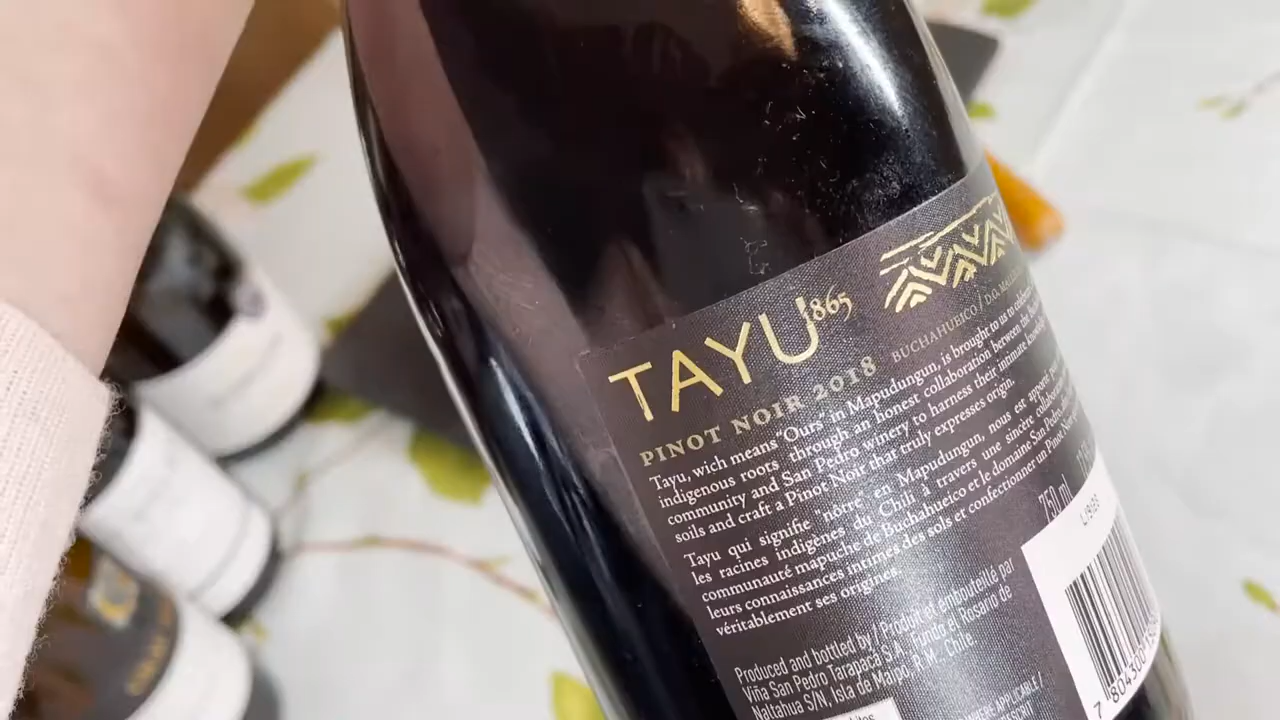 TAYU 1865
PINOT NOIR 2018 BUCHAHUEICO / D.O.
Tayu, wich means "Ours" in Mapudungun, is brought to us to
indigenous roots through an honest collaboration between the
community and San Pedro winery to harness their intimate
soils and craft a Pinot Noir that truly expresses origin.
Tayu qui signifie "nôtre" en Mapudungun, nous est apporté
les racines indigènes du Chili à travers une sincère
communauté mapuche de Buchahueico et le domaine San Pedro
leurs connaissances intimes des sols et confectionner un Pinot Noir
véritablement ses origines.
Produced and bottled by / Produit et embouteillé par
Viña San Pedro Tarapacá S.A. Fundo el Rosario de
Naltahua S/N, Isla de Maipo, R.M., Chile.
750 ml
L19183
7 804300